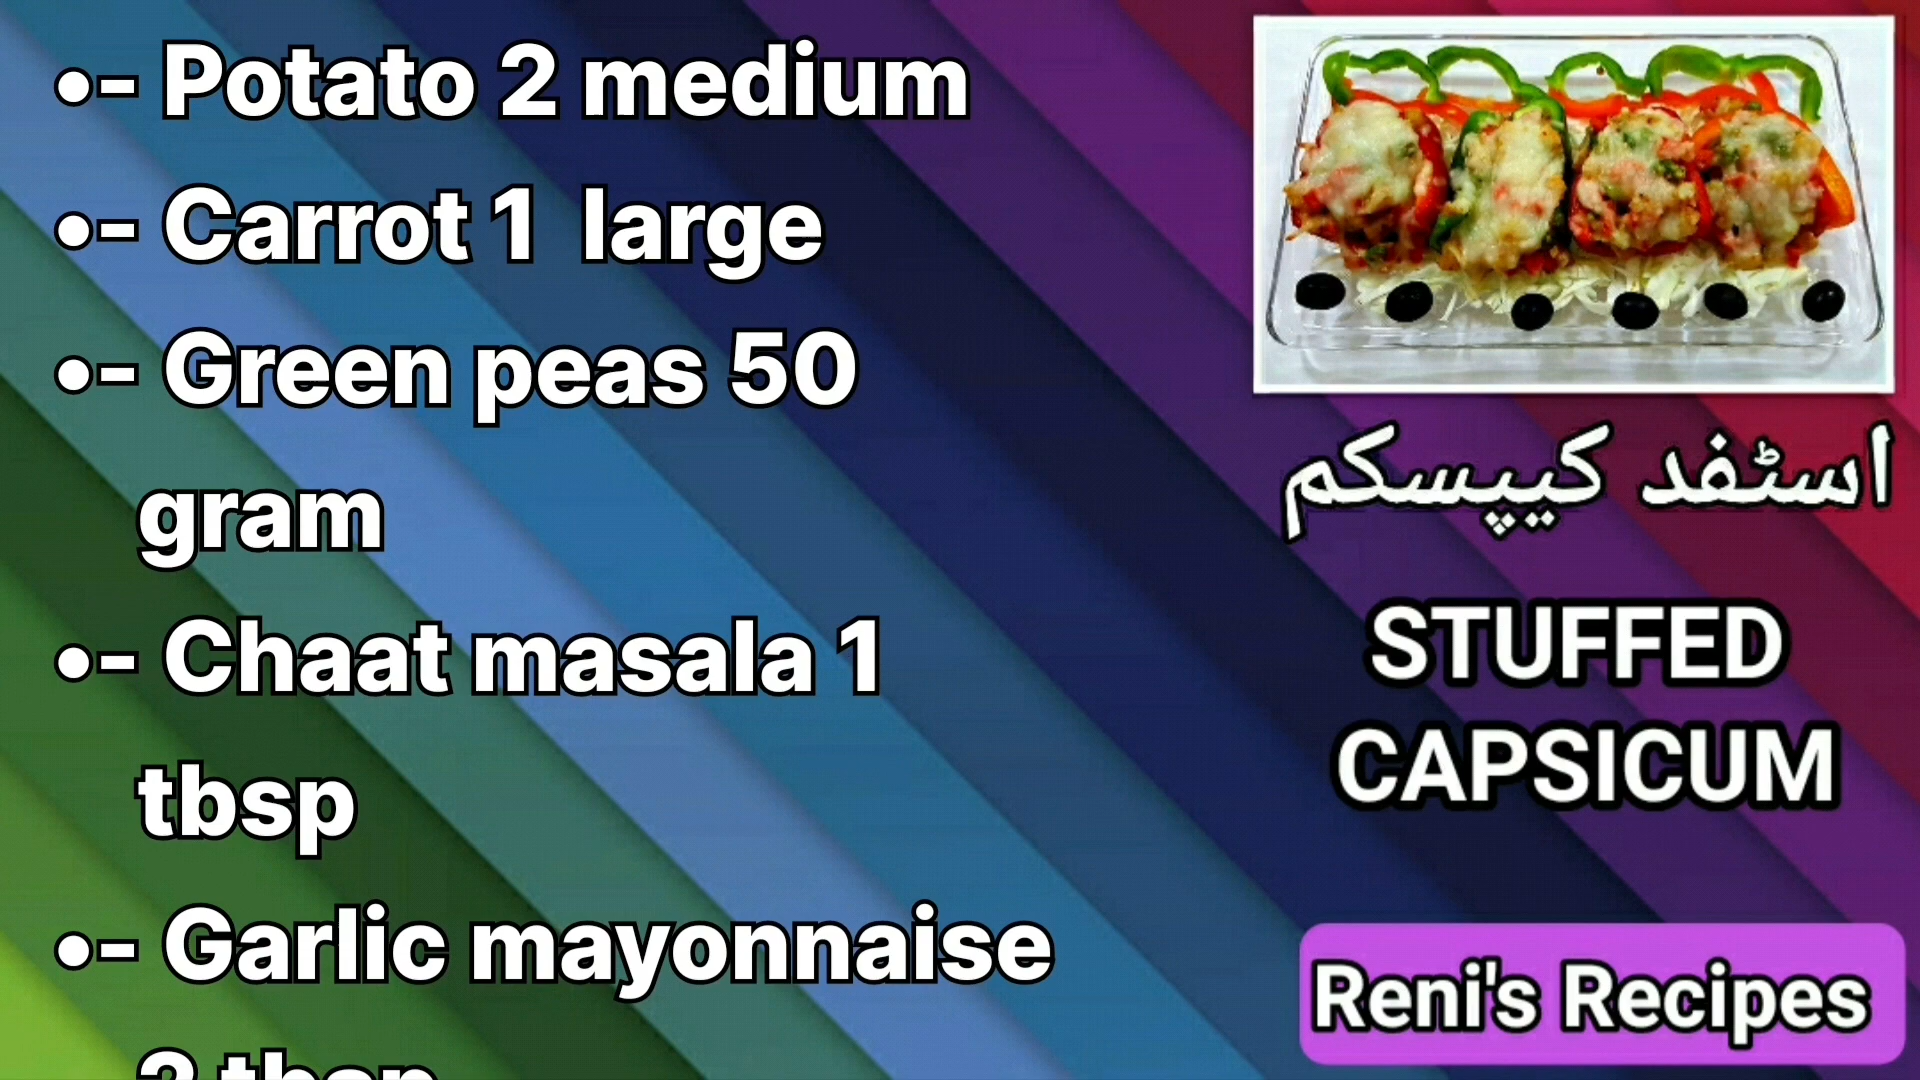 •- Potato 2 medium
•- Carrot 1 large
•- Green peas 50
gram
•- Chaat masala 1
tbsp
•- Garlic mayonnaise
اسٹفد کیپسکم
STUFFED
CAPSICUM
Reni's Recipes